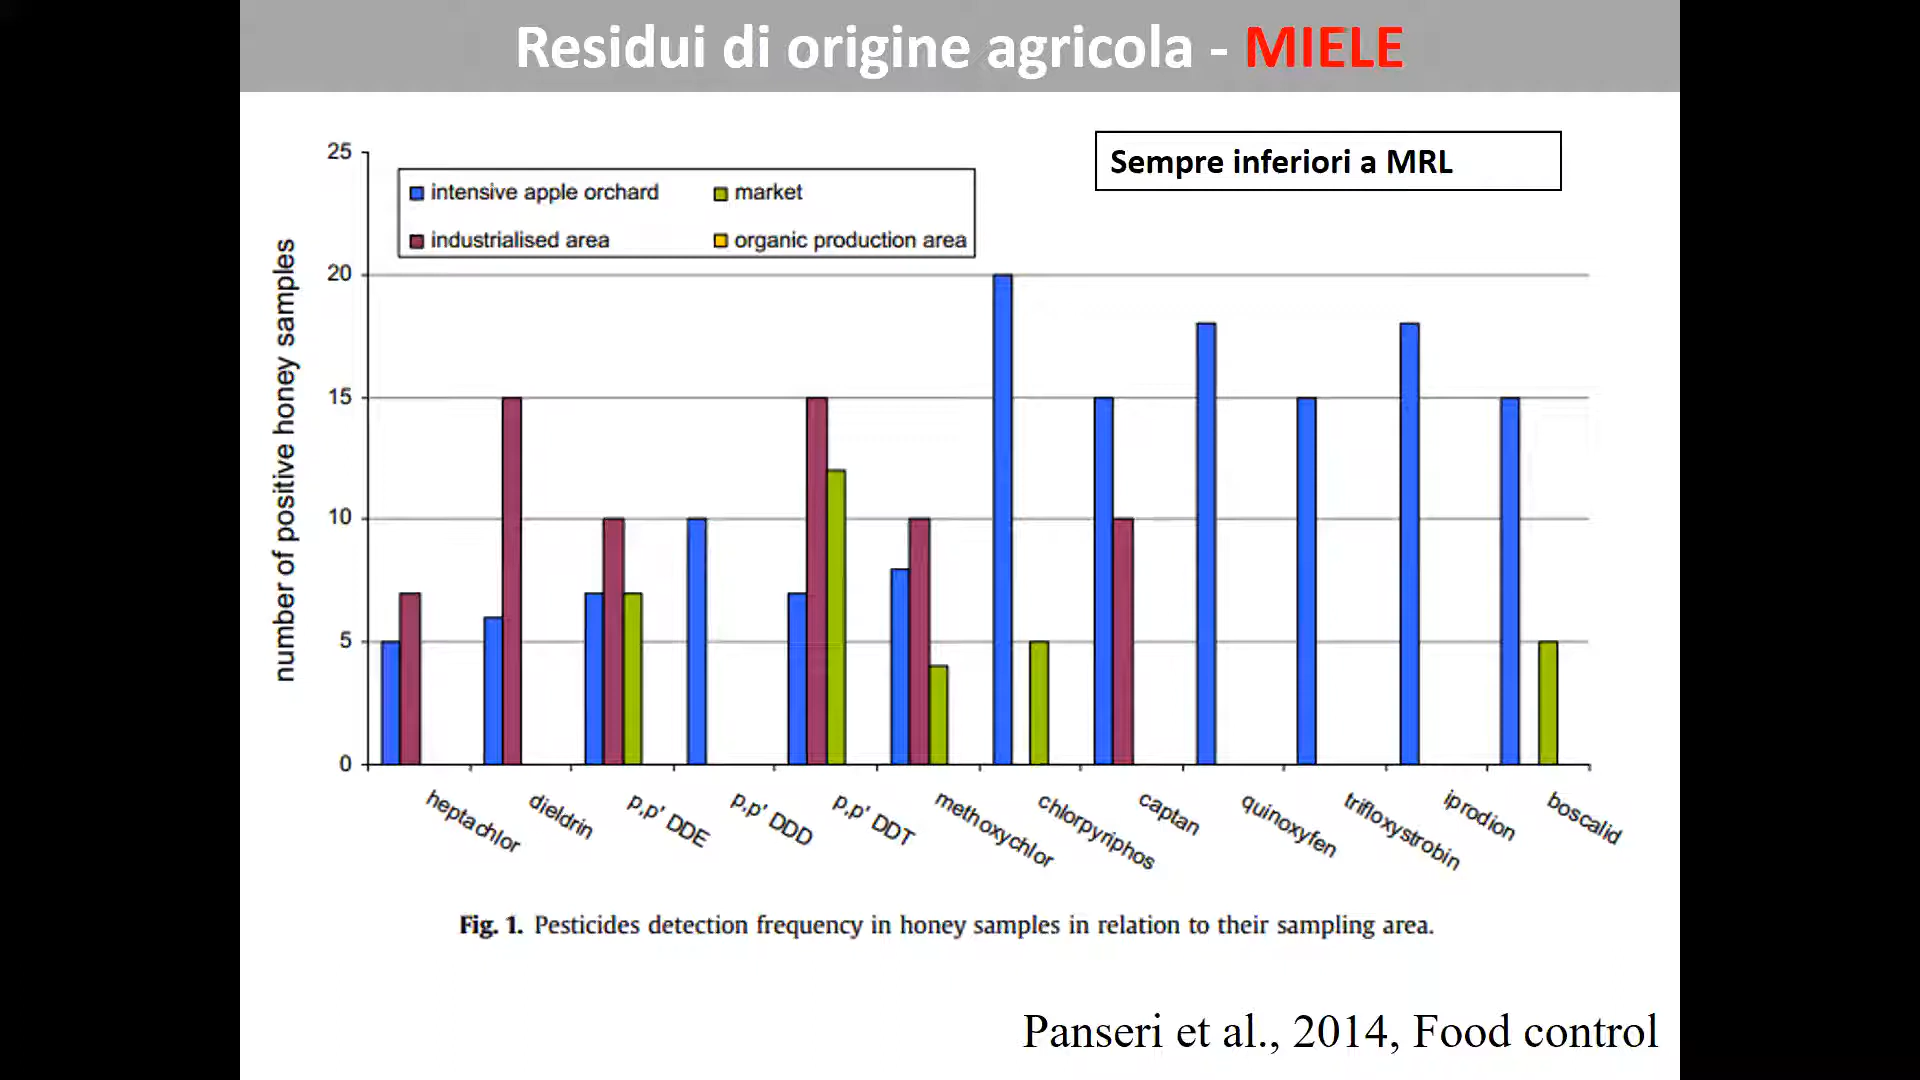 Residui di origine agricola - MIELE
Sempre inferiori a MRL
25
20
15
10
5
0
number of positive honey samples
intensive apple orchard
market
industrialised area
organic production area
heptachlor
dieldrin
p,p' DDE
p,p' DDD
p,p' DDT
methoxychlor
chlorpyriphos
captan
quinoxyfen
trifloxystrobin
iprodion
boscalid
Fig. 1. Pesticides detection frequency in honey samples in relation to their sampling area.
Panseri et al., 2014, Food control